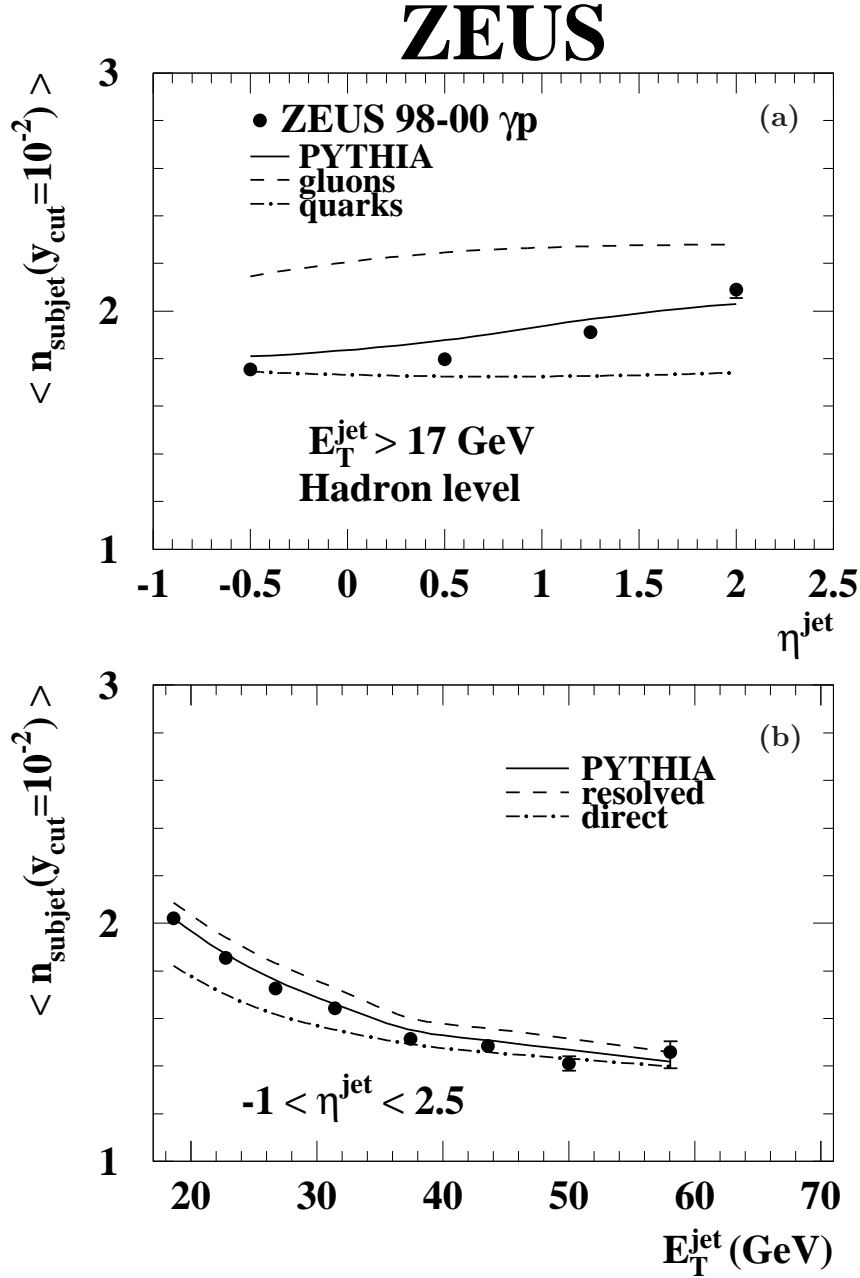 ZEUS
< n_subjet(y_cut=10^-2) >
3
2
1
(a)
ZEUS 98-00 γp
PYTHIA
gluons
quarks
E_T^jet > 17 GeV
Hadron level
-1 -0.5 0 0.5 1 1.5 2 2.5
η^jet
< n_subjet(y_cut=10^-2) >
3
2
1
(b)
PYTHIA
resolved
direct
-1 < η^jet < 2.5
20 30 40 50 60 70
E_T^jet (GeV)